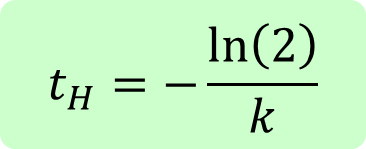 t_H = −ln(2)/k